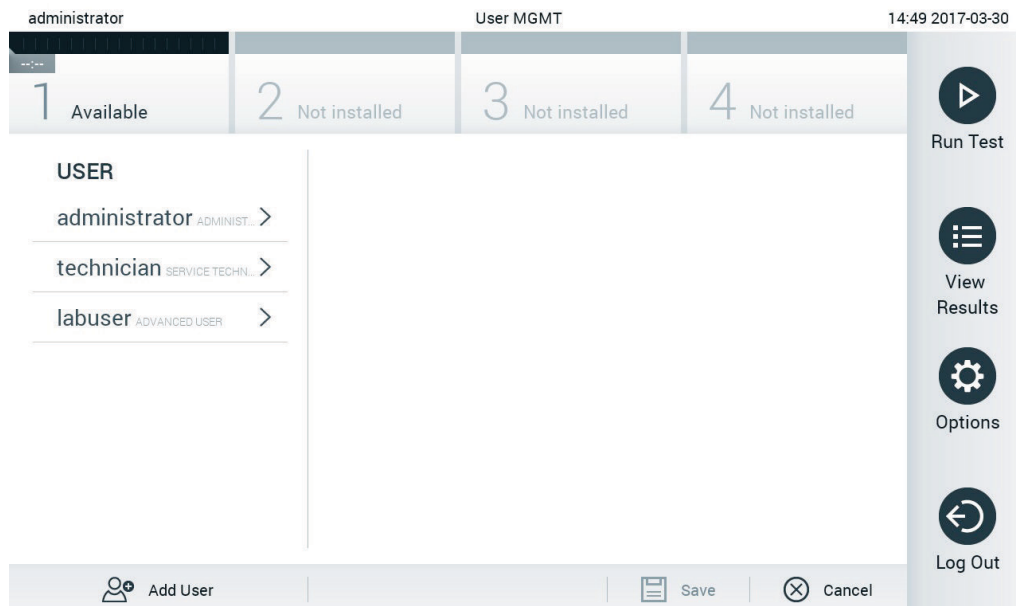 administrator User MGMT 14:49 2017-03-30
--:--
1 Available 2 Not installed 3 Not installed 4 Not installed
Run Test
USER
administrator ADMINIST...
technician SERVICE TECHN...
labuser ADVANCED USER
View
Results
Options
Log Out
Add User Save Cancel